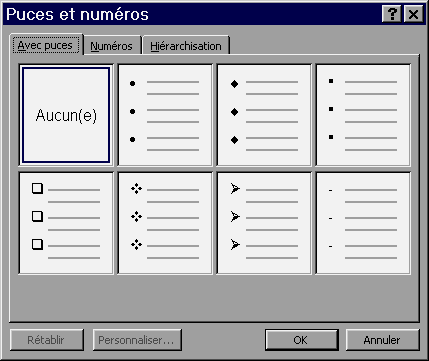 Puces et numéros
Avec puces Numéros Hiérarchisation
Aucun(e)
Rétablir Personnaliser... OK Annuler